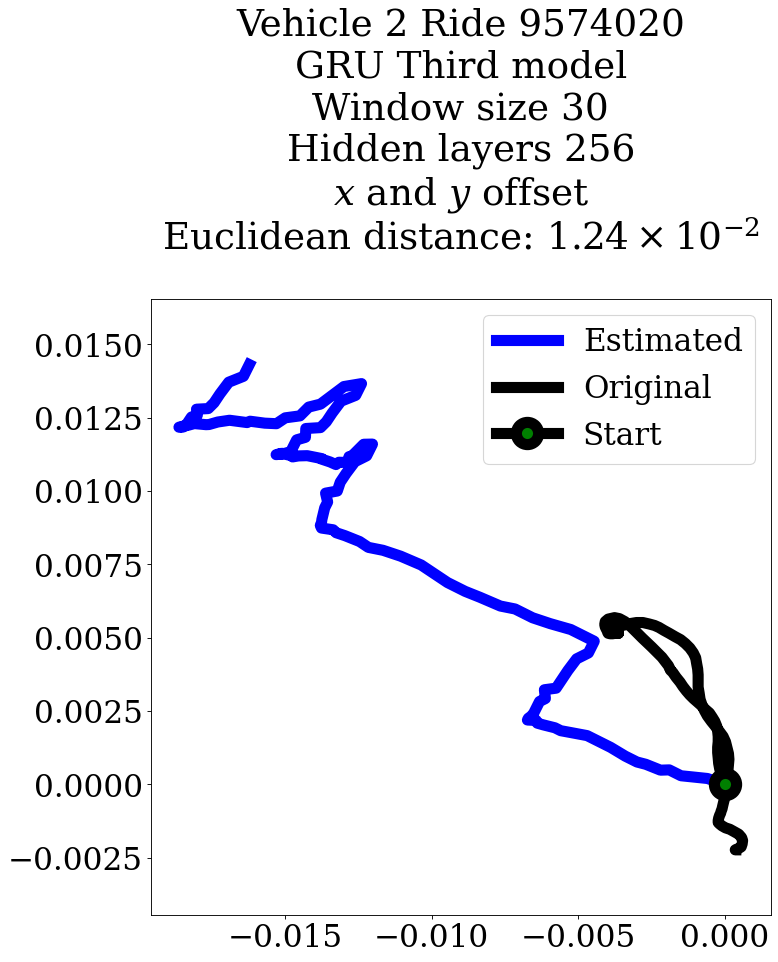 Vehicle 2 Ride 9574020
GRU Third model
Window size 30
Hidden layers 256
x and y offset
Euclidean distance: 1.24 × 10⁻²
Estimated
Original
Start
0.0150
0.0125
0.0100
0.0075
0.0050
0.0025
0.0000
−0.0025
−0.015 −0.010 −0.005 0.000